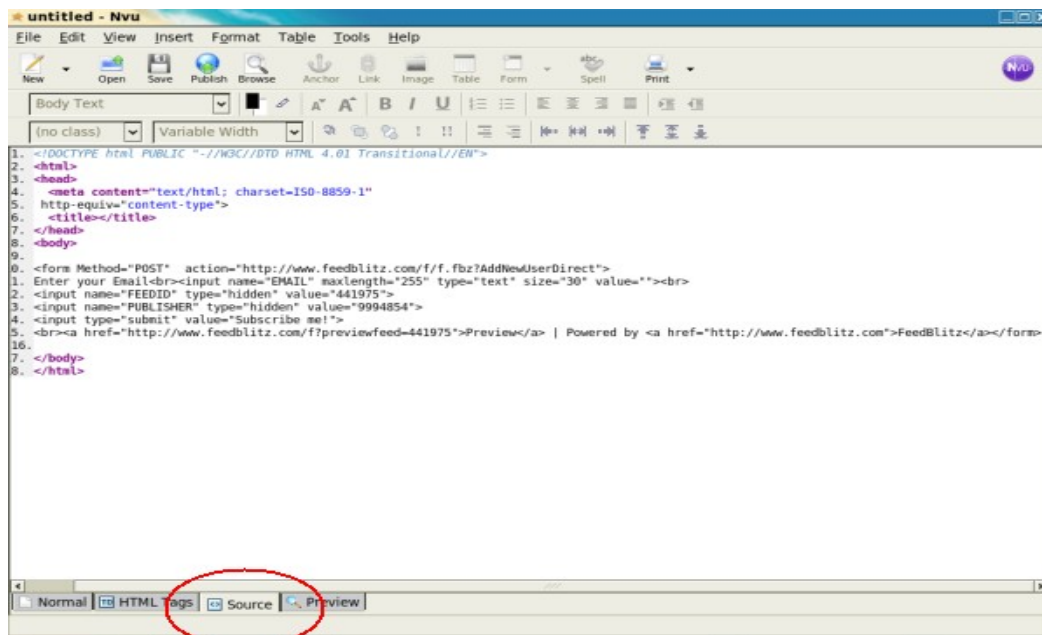 untitled - Nvu
File Edit View Insert Format Table Tools Help
New Open Save Publish Browse Anchor Link Image Table Form Spell Print Nvu
Body Text B I U
(no class) Variable Width ! !!
1. <!DOCTYPE html PUBLIC "-//W3C//DTD HTML 4.01 Transitional//EN">
2. <html>
3. <head>
4. <meta content="text/html; charset=ISO-8859-1"
5. http-equiv="content-type">
6. <title></title>
7. </head>
8. <body>
9.
0. <form Method="POST" action="http://www.feedblitz.com/f/f.fbz?AddNewUserDirect">
1. Enter your Email<br><input name="EMAIL" maxlength="255" type="text" size="30" value=""><br>
2. <input name="FEEDID" type="hidden" value="441975">
3. <input name="PUBLISHER" type="hidden" value="9994854">
4. <input type="submit" value="Subscribe me!">
5. <br><a href="http://www.feedblitz.com/f?previewfeed=441975">Preview</a> | Powered by <a href="http://www.feedblitz.com">FeedBlitz</a></form>
16.
7. </body>
8. </html>
Normal HTML Tags Source Preview